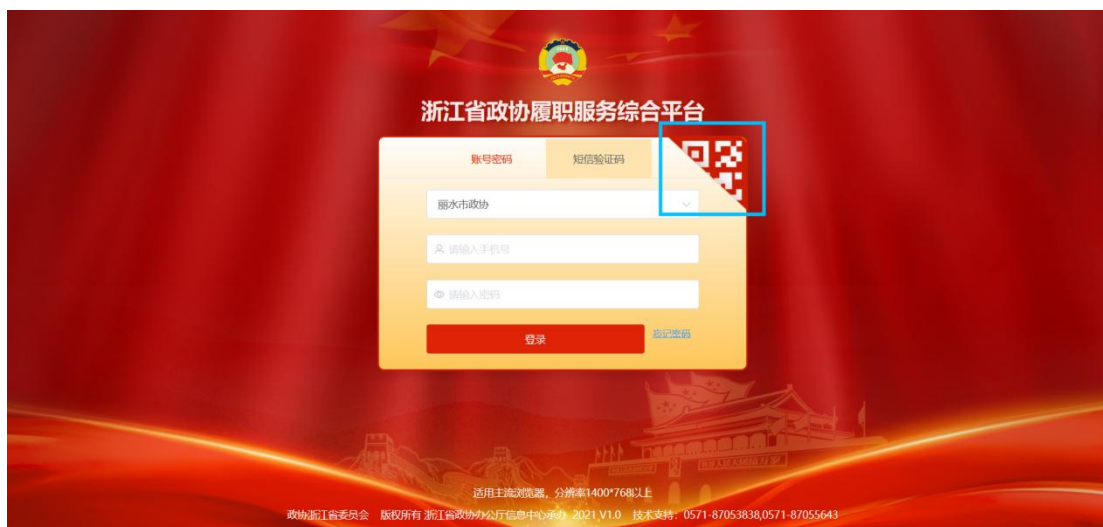 浙江省政协履职服务综合平台
账号密码 短信验证码
丽水市政协
请输入手机号
请输入密码
登录 忘记密码
适用主流浏览器，分辨率1400*768以上
政协浙江省委员会 版权所有 浙江省政协办公厅信息中心承办 2021 V1.0 技术支持：0571-87053838,0571-87055643